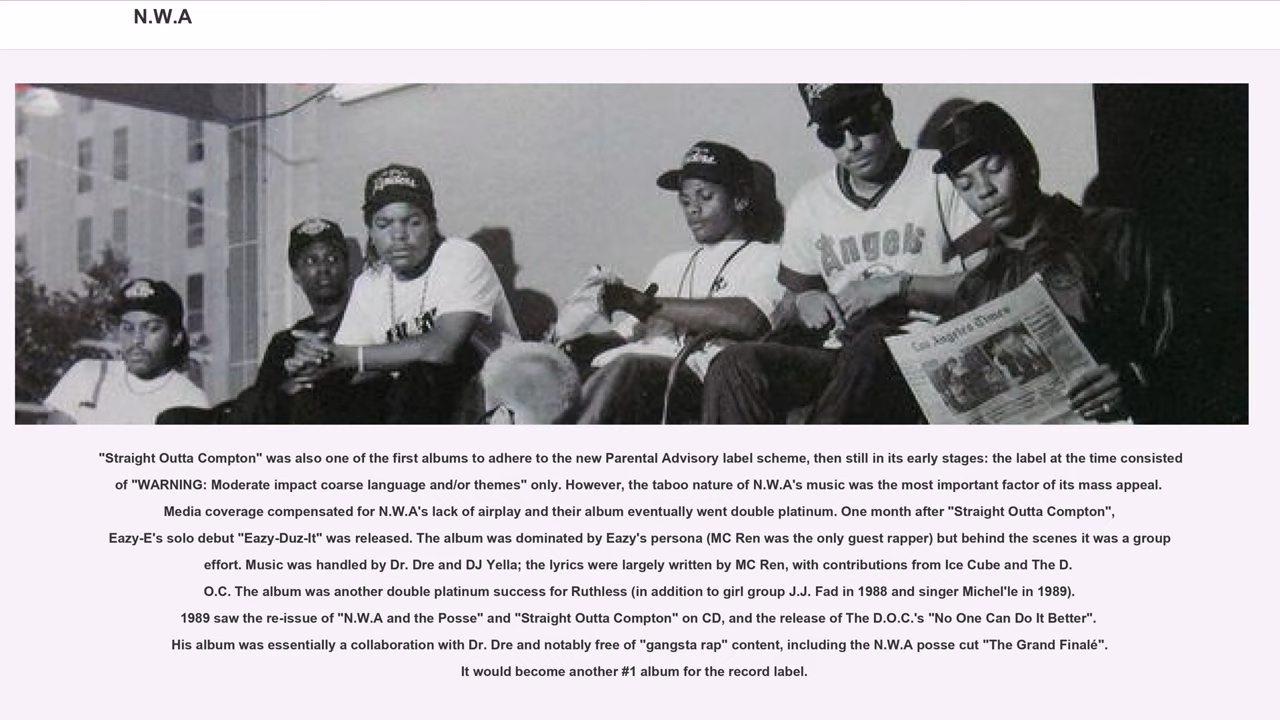 N.W.A
Angels
Los Angeles Times
"Straight Outta Compton" was also one of the first albums to adhere to the new Parental Advisory label scheme, then still in its early stages: the label at the time consisted
of "WARNING: Moderate impact coarse language and/or themes" only. However, the taboo nature of N.W.A's music was the most important factor of its mass appeal.
Media coverage compensated for N.W.A's lack of airplay and their album eventually went double platinum. One month after "Straight Outta Compton",
Eazy-E's solo debut "Eazy-Duz-It" was released. The album was dominated by Eazy's persona (MC Ren was the only guest rapper) but behind the scenes it was a group
effort. Music was handled by Dr. Dre and DJ Yella; the lyrics were largely written by MC Ren, with contributions from Ice Cube and The D.
O.C. The album was another double platinum success for Ruthless (in addition to girl group J.J. Fad in 1988 and singer Michel'le in 1989).
1989 saw the re-issue of "N.W.A and the Posse" and "Straight Outta Compton" on CD, and the release of The D.O.C.'s "No One Can Do It Better".
His album was essentially a collaboration with Dr. Dre and notably free of "gangsta rap" content, including the N.W.A posse cut "The Grand Finalé".
It would become another #1 album for the record label.